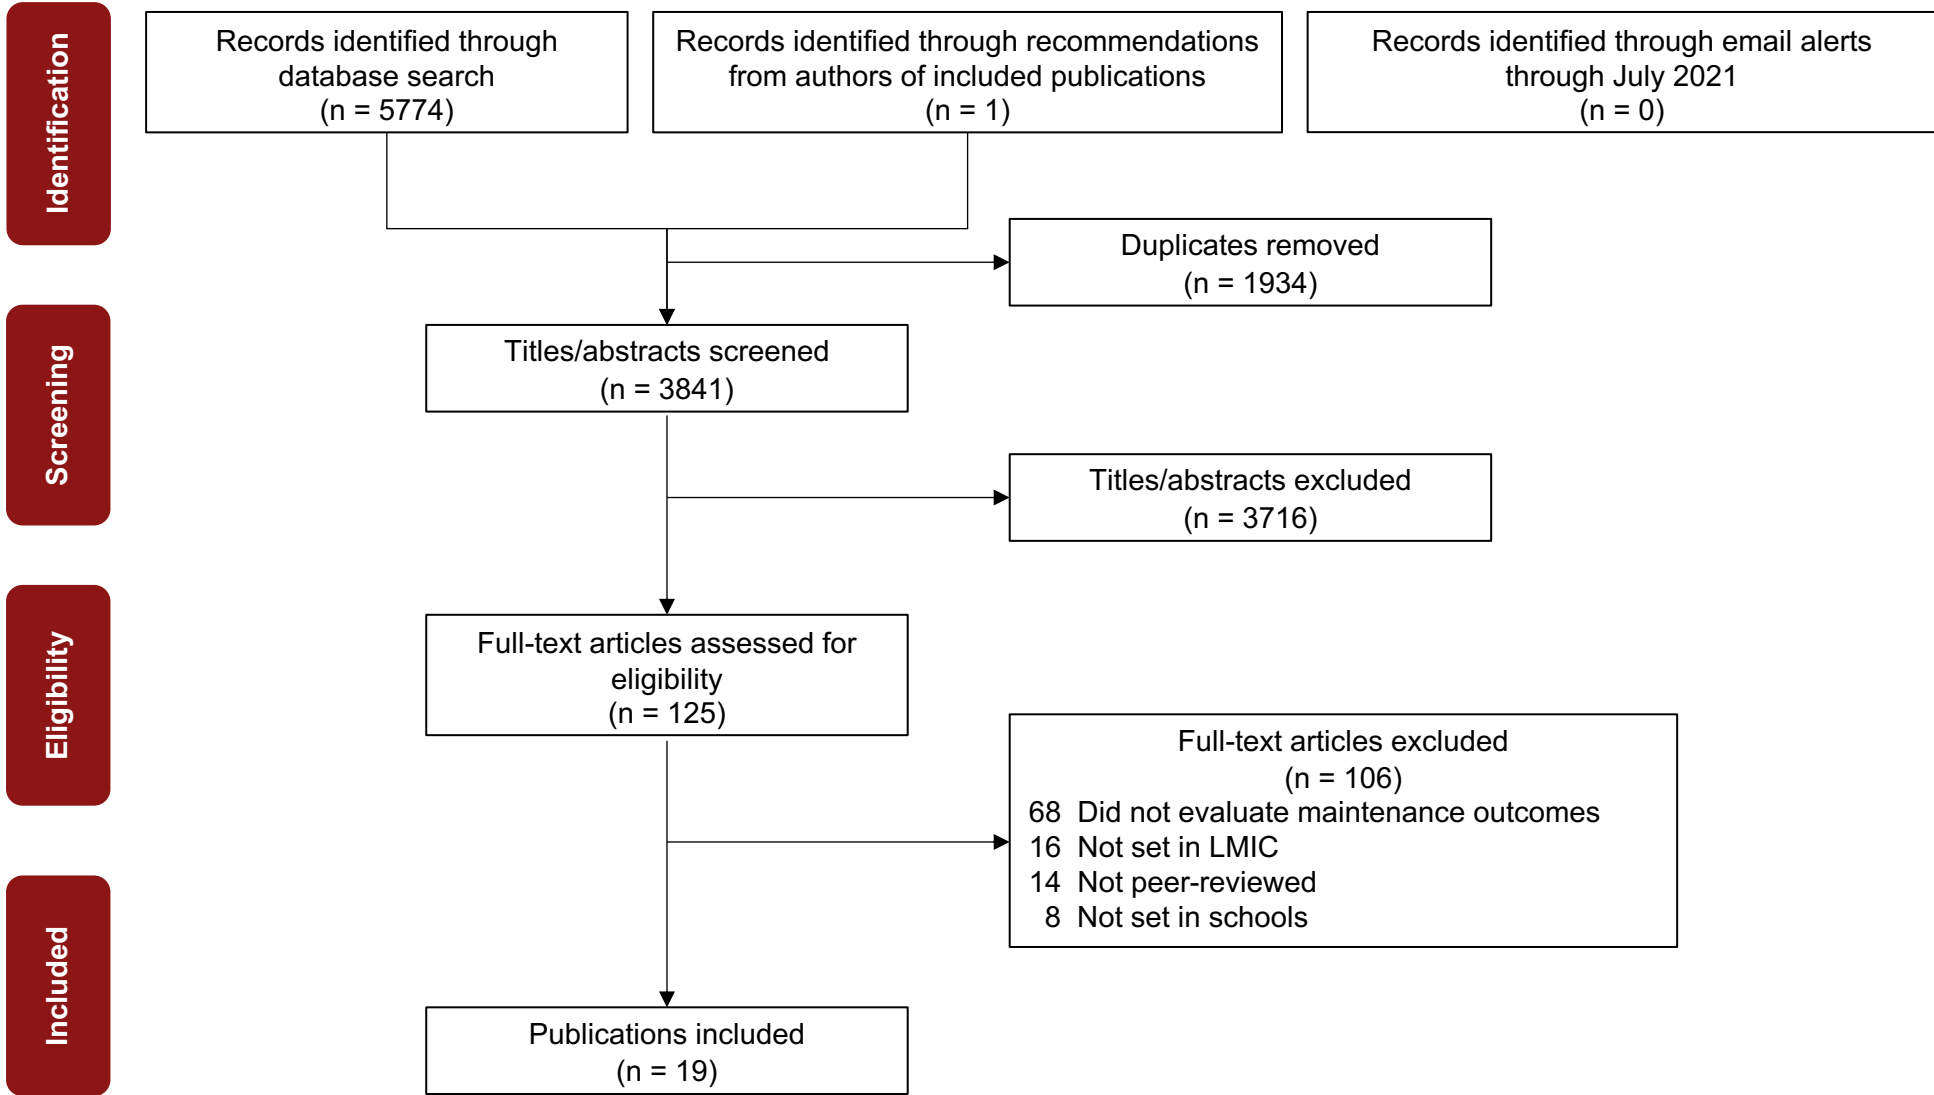 Identification
Records identified through
database search
(n = 5774)
Records identified through recommendations
from authors of included publications
(n = 1)
Records identified through email alerts
through July 2021
(n = 0)
Duplicates removed
(n = 1934)
Screening
Titles/abstracts screened
(n = 3841)
Titles/abstracts excluded
(n = 3716)
Eligibility
Full-text articles assessed for
eligibility
(n = 125)
Full-text articles excluded
(n = 106)
68 Did not evaluate maintenance outcomes
16 Not set in LMIC
14 Not peer-reviewed
8 Not set in schools
Included
Publications included
(n = 19)